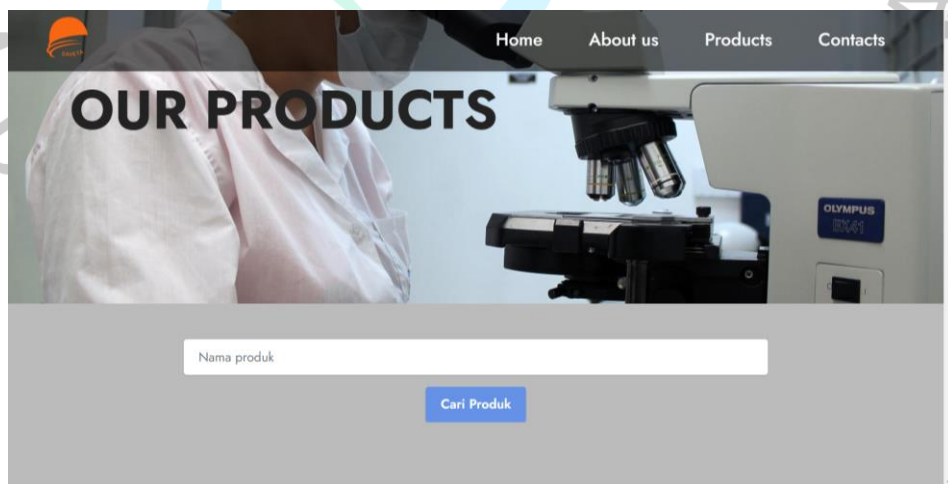 Home About us Products Contacts
OUR PRODUCTS
OLYMPUS
BX41
Nama produk
Cari Produk